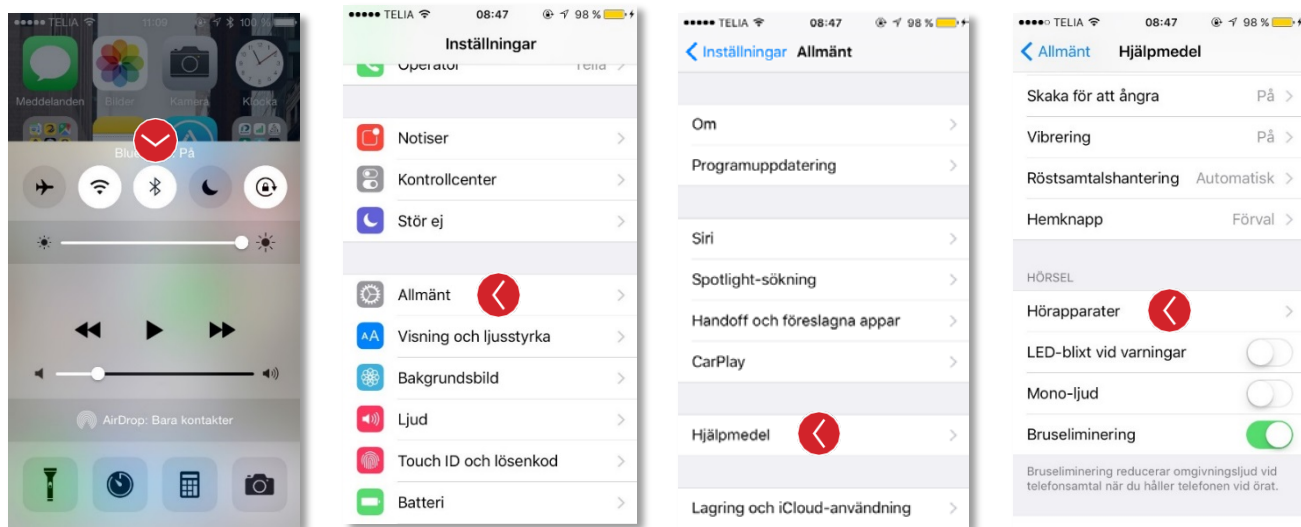 TELIA 11:09 100 %
Meddelanden Bilder Kamera Klocka
På
AirDrop: Bara kontakter
TELIA 08:47 98 %
Inställningar
Operatör Telia
Notiser
Kontrollcenter
Stör ej
Allmänt
Visning och ljusstyrka
Bakgrundsbild
Ljud
Touch ID och lösenkod
Batteri
TELIA 08:47 98 %
Inställningar Allmänt
Om
Programuppdatering
Siri
Spotlight-sökning
Handoff och föreslagna appar
CarPlay
Hjälpmedel
Lagring och iCloud-användning
TELIA 08:47 98 %
Allmänt Hjälpmedel
Skaka för att ångra På
Vibrering På
Röstsamtalshantering Automatisk
Hemknapp Förval
HÖRSEL
Hörapparater
LED-blixt vid varningar
Mono-ljud
Bruseliminering
Bruseliminering reducerar omgivningsljud vid
telefonsamtal när du håller telefonen vid örat.